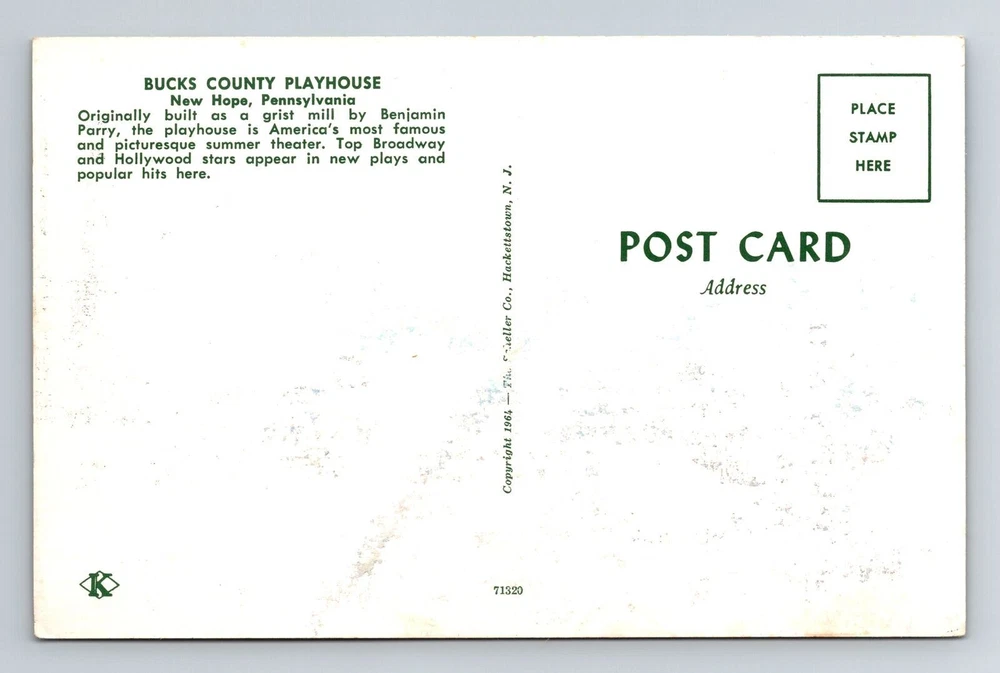 BUCKS COUNTY PLAYHOUSE
New Hope, Pennsylvania
Originally built as a grist mill by Benjamin
Parry, the playhouse is America's most famous
and picturesque summer theater. Top Broadway
and Hollywood stars appear in new plays and
popular hits here.
Copyright 1964 — Co., Hackettstown, N. J.
PLACE
STAMP
HERE
POST CARD
Address
K
71320